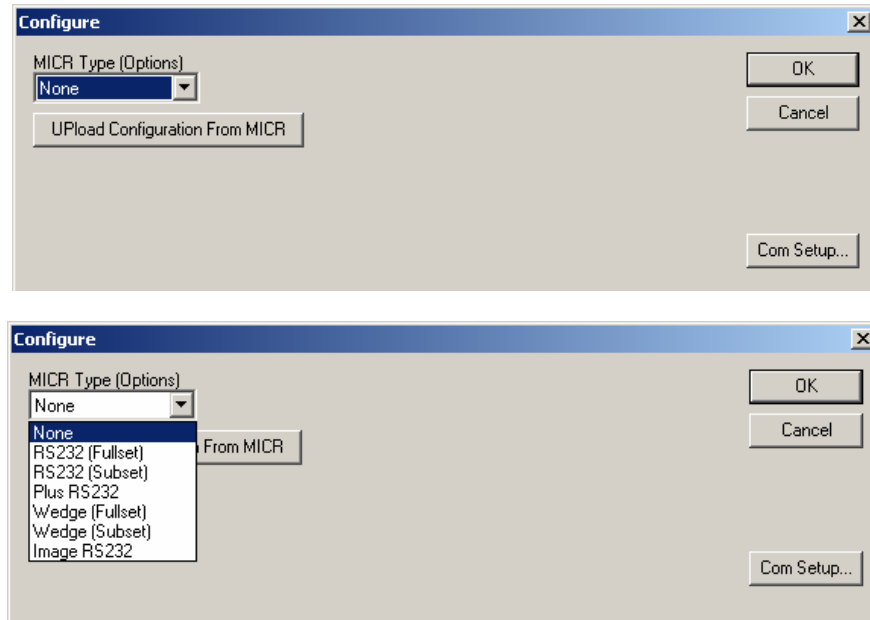 Configure
MICR Type (Options)
None
OK
UPload Configuration From MICR
Cancel
Com Setup...
Configure
MICR Type (Options)
None
OK
None
From MICR
Cancel
RS232 (Fullset)
RS232 (Subset)
Plus RS232
Wedge (Fullset)
Wedge (Subset)
Image RS232
Com Setup...